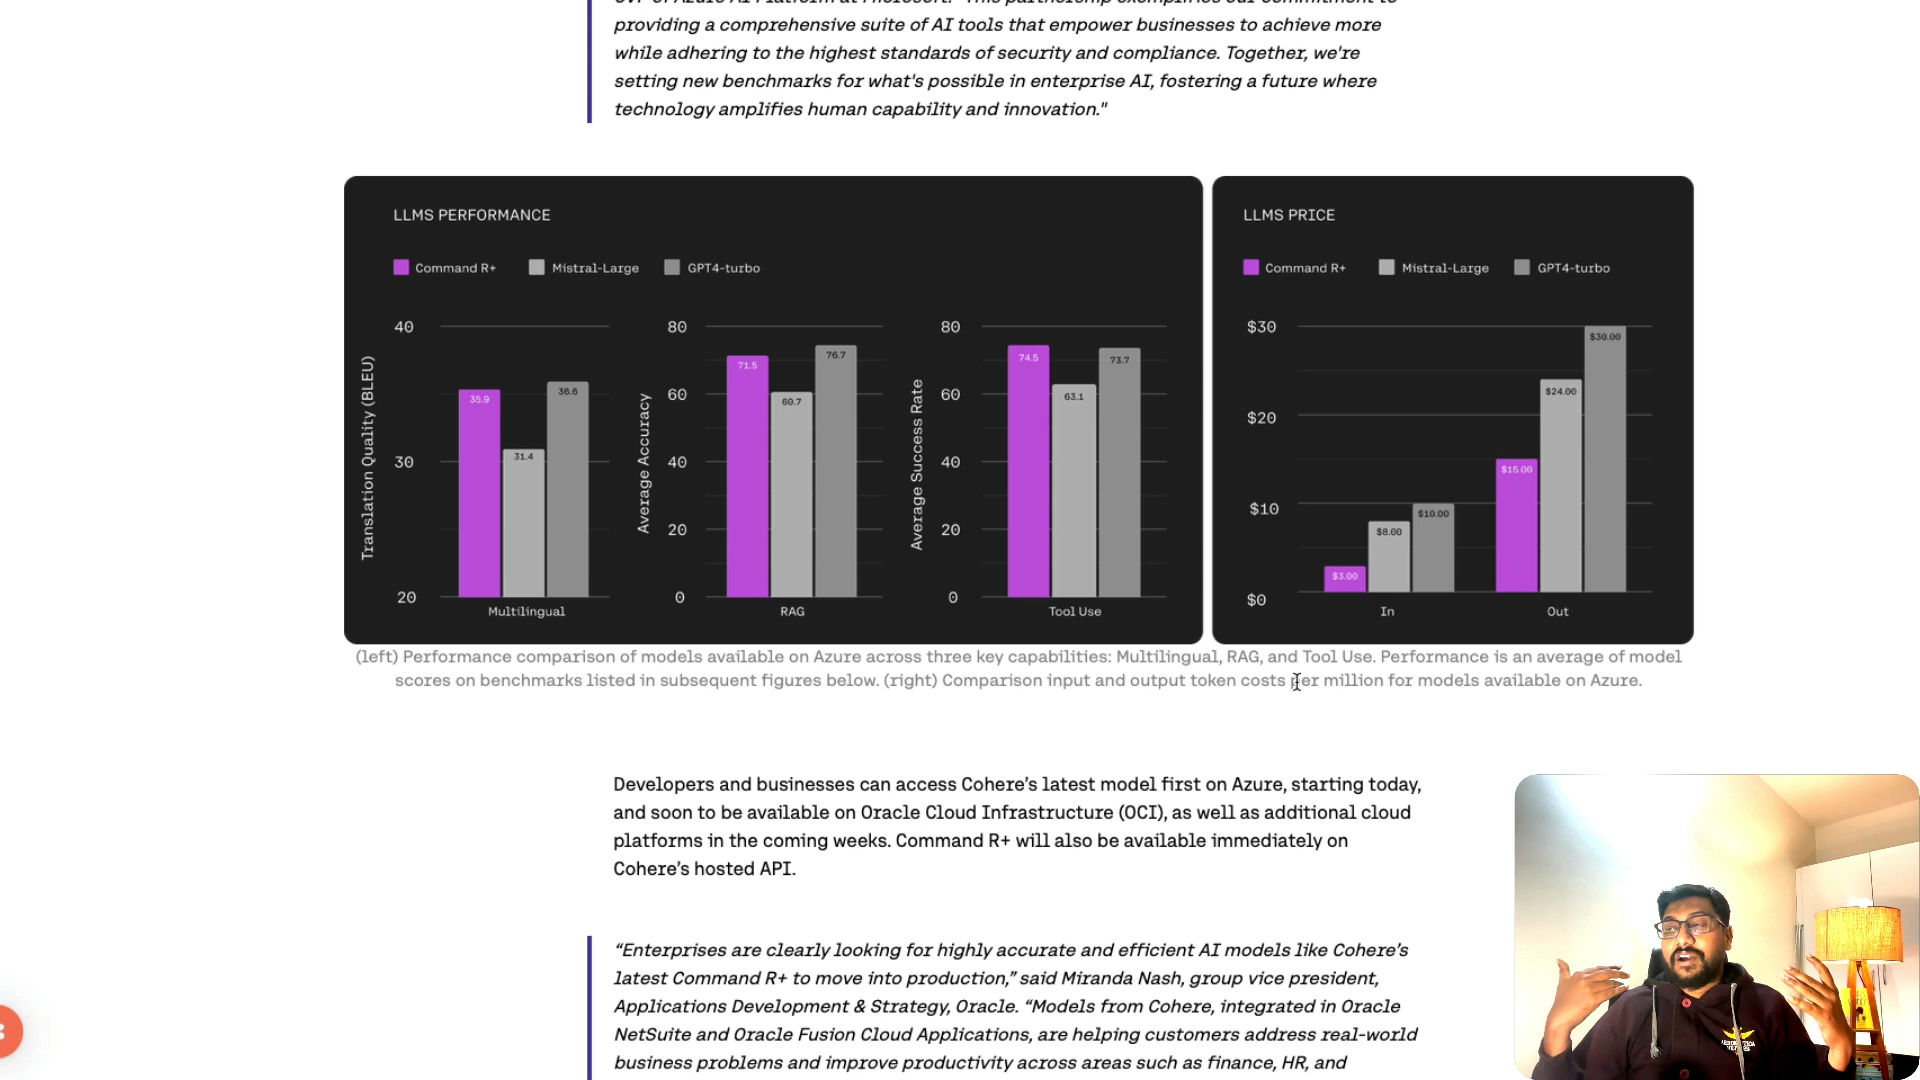 providing a comprehensive suite of AI tools that empower businesses to achieve more
while adhering to the highest standards of security and compliance. Together, we're
setting new benchmarks for what's possible in enterprise AI, fostering a future where
technology amplifies human capability and innovation."
LLMS PERFORMANCE
Command R+ Mistral-Large GPT4-turbo
Translation Quality (BLEU)
40
30
20
35.9
31.4
36.6
Multilingual
Average Accuracy
80
60
40
20
0
71.5
60.7
76.7
RAG
Average Success Rate
80
60
40
20
0
74.5
63.1
73.7
Tool Use
LLMS PRICE
Command R+ Mistral-Large GPT4-turbo
$30
$20
$10
$0
$3.00
$8.00
$10.00
In
$15.00
$24.00
$30.00
Out
(left) Performance comparison of models available on Azure across three key capabilities: Multilingual, RAG, and Tool Use. Performance is an average of model
scores on benchmarks listed in subsequent figures below. (right) Comparison input and output token costs per million for models available on Azure.
Developers and businesses can access Cohere’s latest model first on Azure, starting today,
and soon to be available on Oracle Cloud Infrastructure (OCI), as well as additional cloud
platforms in the coming weeks. Command R+ will also be available immediately on
Cohere’s hosted API.
“Enterprises are clearly looking for highly accurate and efficient AI models like Cohere’s
latest Command R+ to move into production,” said Miranda Nash, group vice president,
Applications Development & Strategy, Oracle. “Models from Cohere, integrated in Oracle
NetSuite and Oracle Fusion Cloud Applications, are helping customers address real-world
business problems and improve productivity across areas such as finance, HR, and